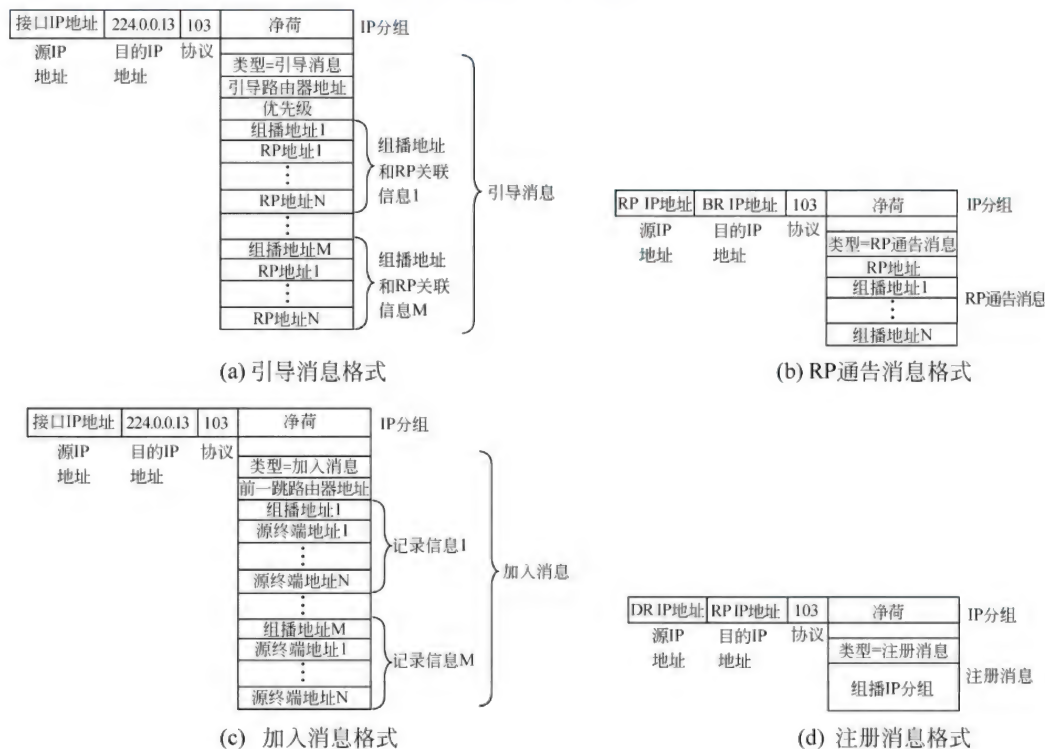 接口IP地址 224.0.0.13 103 净荷 IP分组
源IP地址 目的IP地址 协议
类型=引导消息
引导路由器地址
优先级
组播地址1
RP地址1
⋮
RP地址N
组播地址和RP关联信息1
⋮
组播地址M
RP地址1
⋮
RP地址N
组播地址和RP关联信息M
引导消息
(a) 引导消息格式
RP IP地址 BR IP地址 103 净荷 IP分组
源IP地址 目的IP地址 协议
类型=RP通告消息
RP地址
组播地址1
⋮
组播地址N
RP通告消息
(b) RP通告消息格式
接口IP地址 224.0.0.13 103 净荷 IP分组
源IP地址 目的IP地址 协议
类型=加入消息
前一跳路由器地址
组播地址1
源终端地址1
⋮
源终端地址N
记录信息1
⋮
组播地址M
源终端地址1
⋮
源终端地址N
记录信息M
加入消息
(c) 加入消息格式
DR IP地址 RP IP地址 103 净荷 IP分组
源IP地址 目的IP地址 协议
类型=注册消息
组播IP分组
注册消息
(d) 注册消息格式